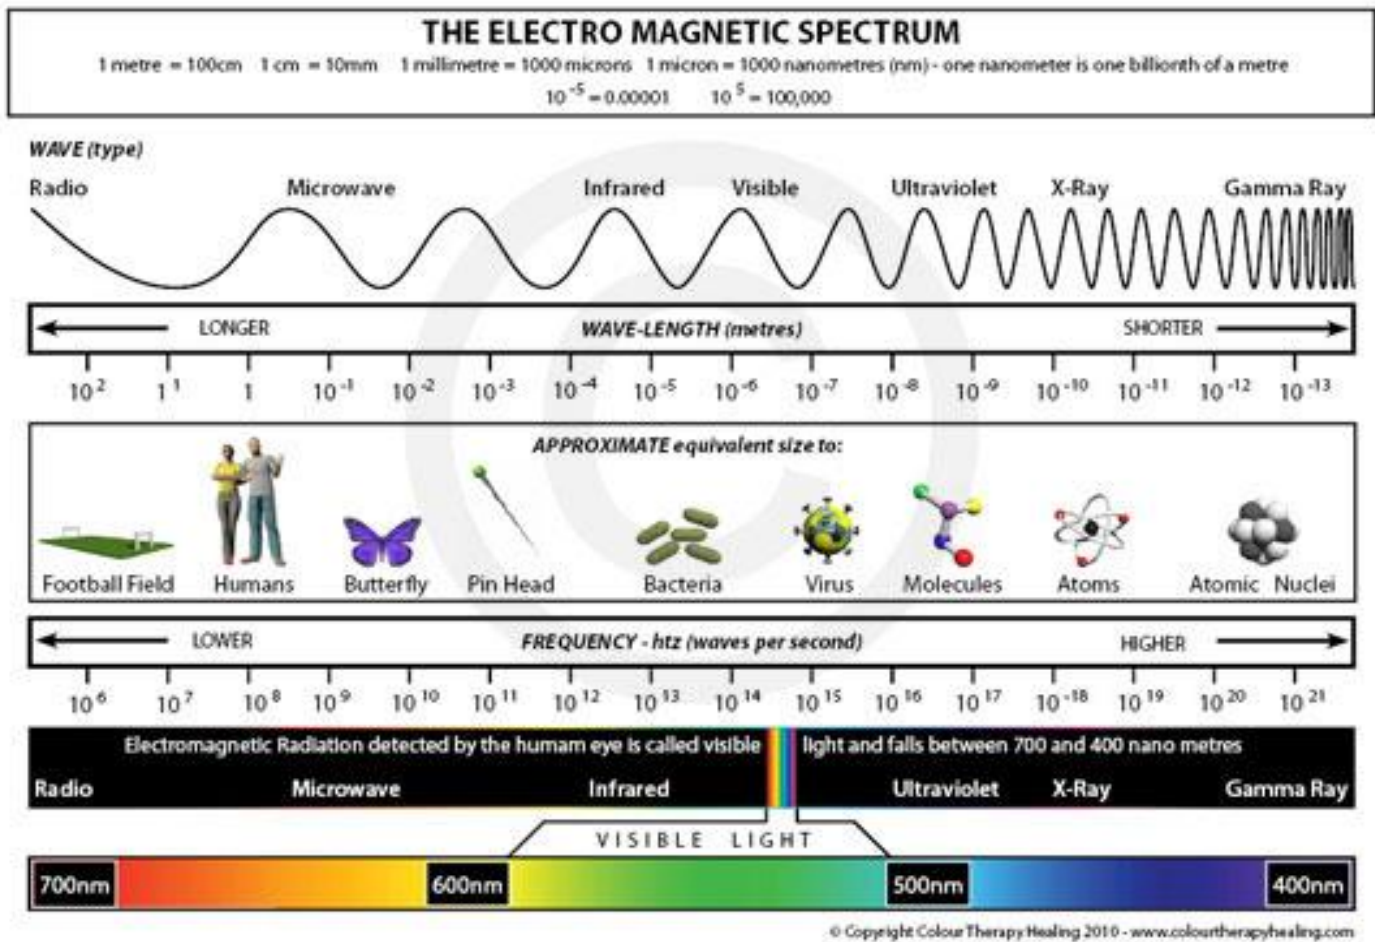 THE ELECTRO MAGNETIC SPECTRUM
1 metre = 100cm 1 cm = 10mm 1 millimetre = 1000 microns 1 micron = 1000 nanometres (nm) - one nanometer is one billionth of a metre
10⁻⁵ = 0.00001 10⁵ = 100,000
WAVE (type)
Radio Microwave Infrared Visible Ultraviolet X-Ray Gamma Ray
LONGER WAVE-LENGTH (metres) SHORTER
10² 1¹ 1 10⁻¹ 10⁻² 10⁻³ 10⁻⁴ 10⁻⁵ 10⁻⁶ 10⁻⁷ 10⁻⁸ 10⁻⁹ 10⁻¹⁰ 10⁻¹¹ 10⁻¹² 10⁻¹³
APPROXIMATE equivalent size to:
Football Field Humans Butterfly Pin Head Bacteria Virus Molecules Atoms Atomic Nuclei
LOWER FREQUENCY - htz (waves per second) HIGHER
10⁶ 10⁷ 10⁸ 10⁹ 10¹⁰ 10¹¹ 10¹² 10¹³ 10¹⁴ 10¹⁵ 10¹⁶ 10¹⁷ 10⁻¹⁸ 10¹⁹ 10²⁰ 10²¹
Electromagnetic Radiation detected by the humam eye is called visible light and falls between 700 and 400 nano metres
Radio Microwave Infrared Ultraviolet X-Ray Gamma Ray
VISIBLE LIGHT
700nm 600nm 500nm 400nm
© Copyright Colour Therapy Healing 2010 - www.colourtherapyhealing.com